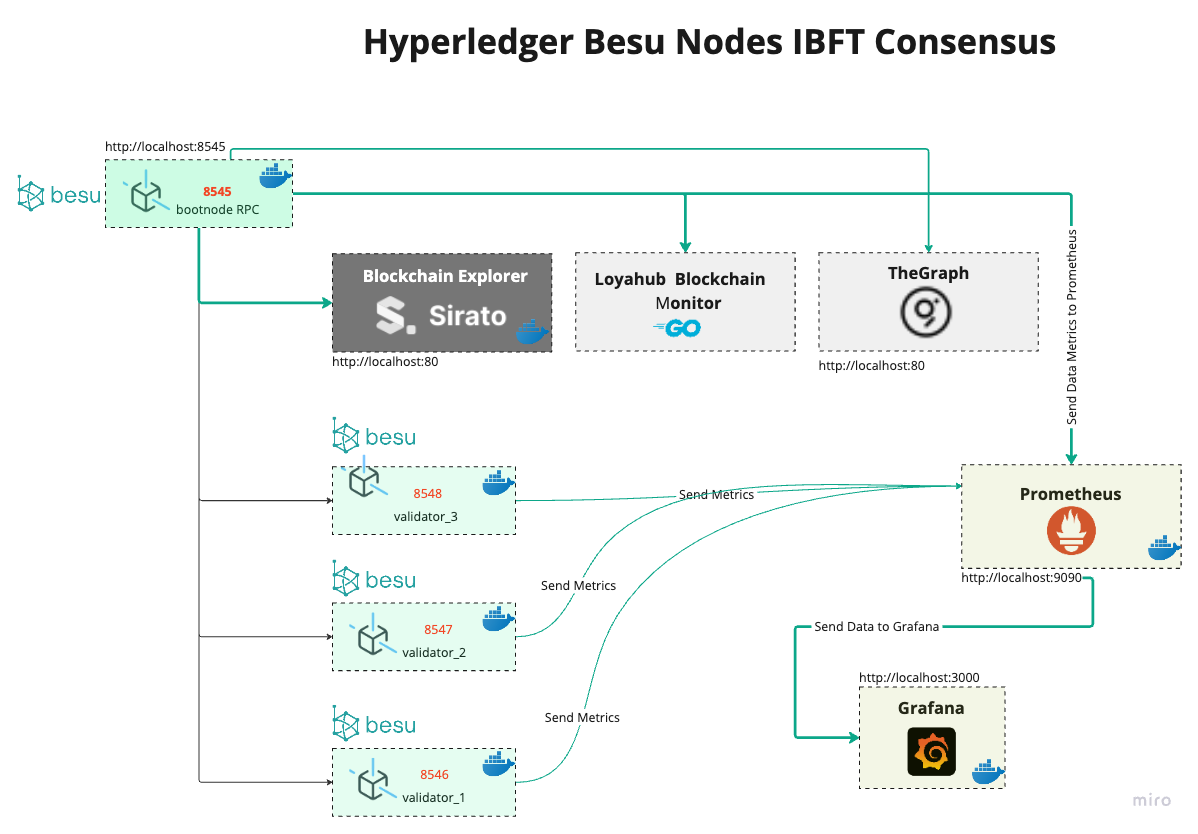 Hyperledger Besu Nodes IBFT Consensus
http://localhost:8545
besu
8545
bootnode RPC
Blockchain Explorer
S. Sirato
http://localhost:80
Loyahub Blockchain
Monitor
GO
TheGraph
http://localhost:80
Send Data Metrics to Prometheus
besu
8548
validator_3
Send Metrics
Prometheus
http://localhost:9090
besu
8547
validator_2
Send Metrics
Send Data to Grafana
http://localhost:3000
Grafana
besu
8546
validator_1
Send Metrics
miro